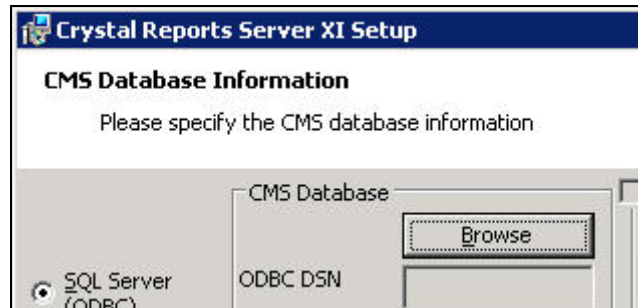 Crystal Reports Server XI Setup
CMS Database Information
Please specify the CMS database information
CMS Database
Browse
SQL Server ODBC DSN
(ODBC)